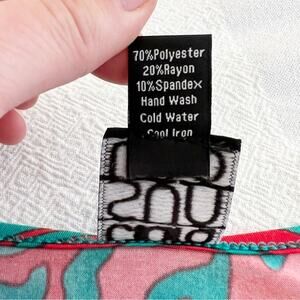 70%Polyester
20%Rayon
10%Spandex
Hand Wash
Cold Water
Cool Iron